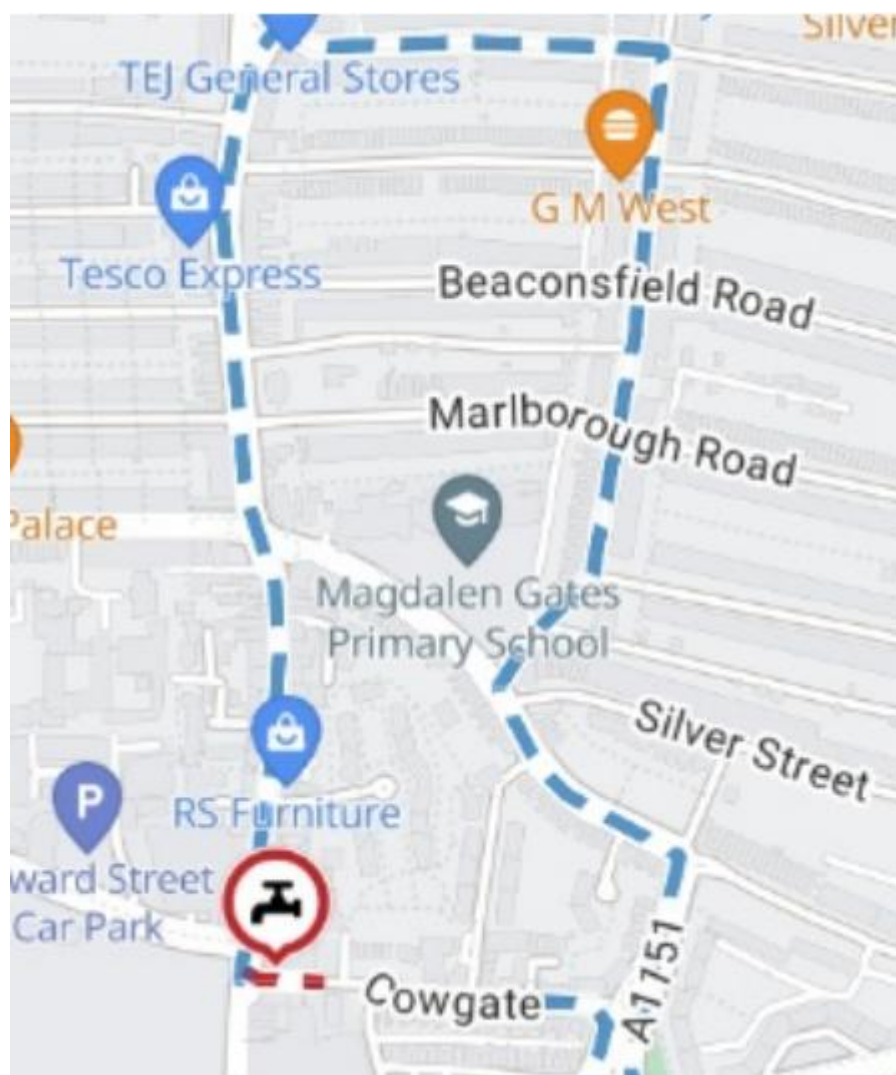 Silver
TEJ General Stores
G M West
Tesco Express
Beaconsfield Road
Marlborough Road
Palace
Magdalen Gates
Primary School
Silver Street
P
RS Furniture
ward Street
Car Park
A1151
Cowgate